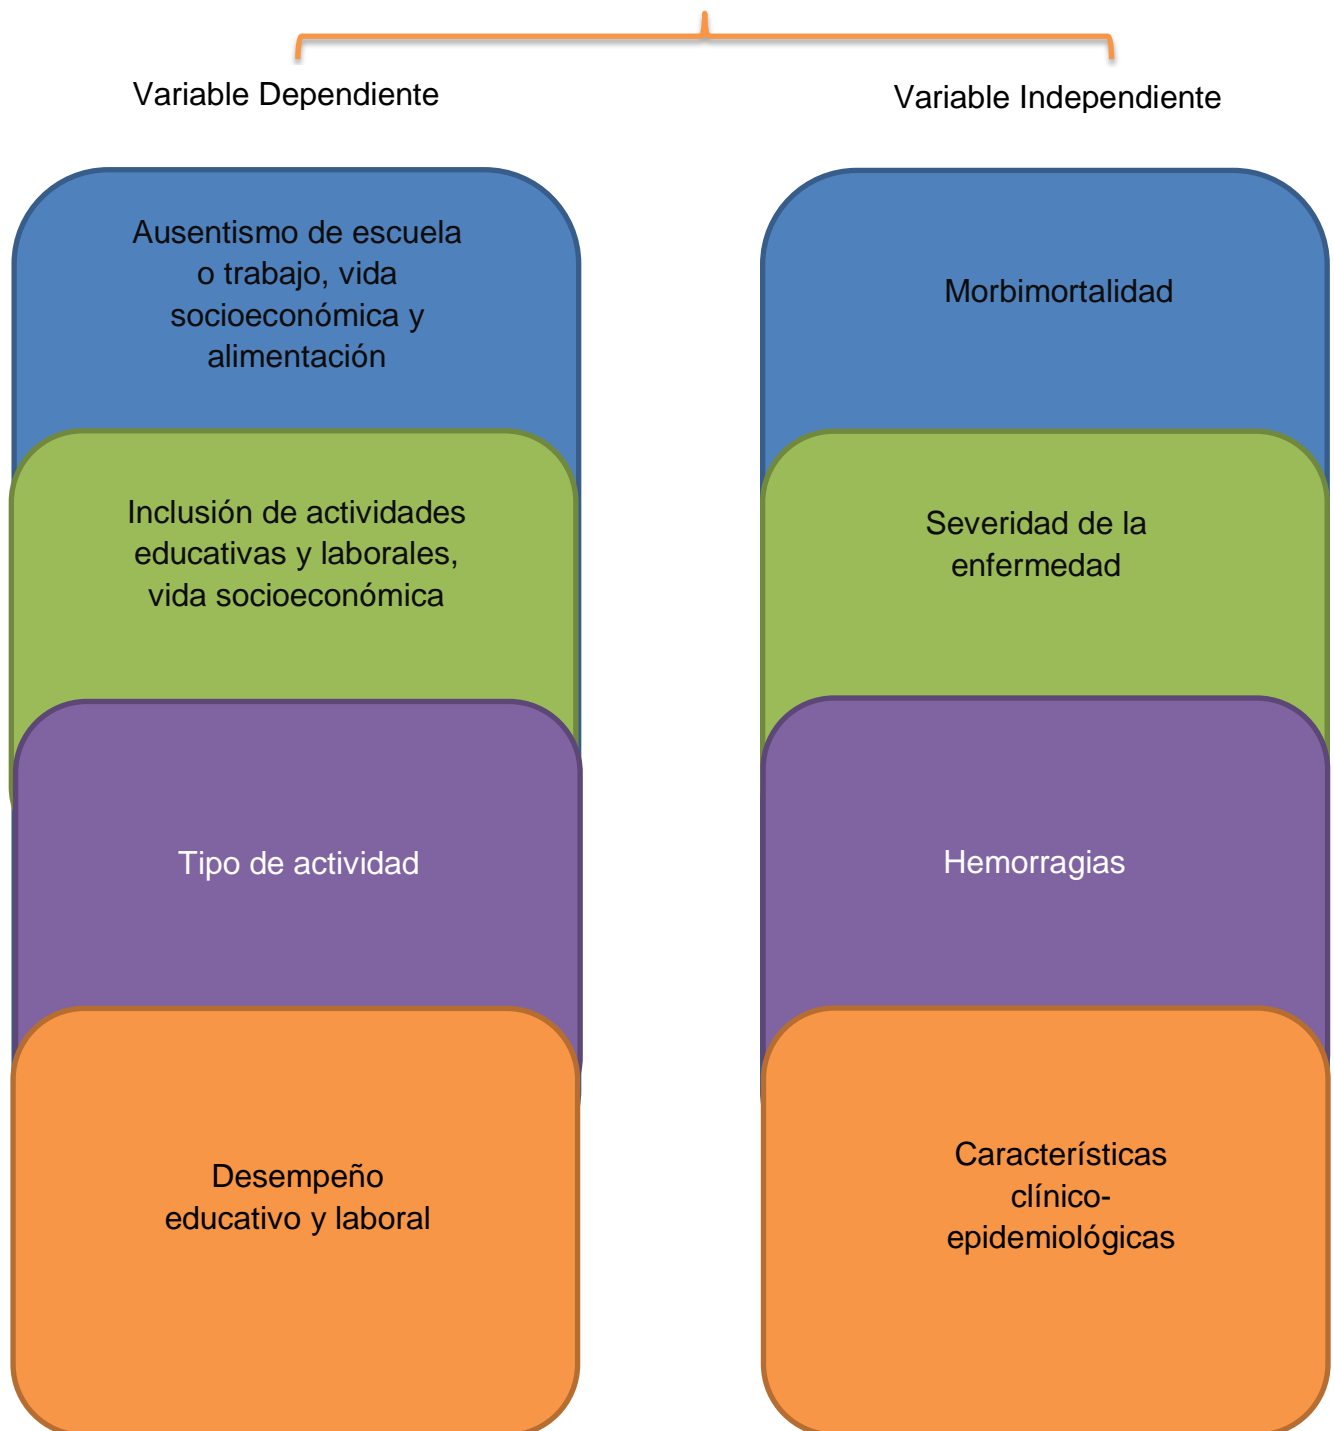 Variable Dependiente
Ausentismo de escuela
o trabajo, vida
socioeconómica y
alimentación
Inclusión de actividades
educativas y laborales,
vida socioeconómica
Tipo de actividad
Desempeño
educativo y laboral
Variable Independiente
Morbimortalidad
Severidad de la
enfermedad
Hemorragias
Características
clínico-
epidemiológicas